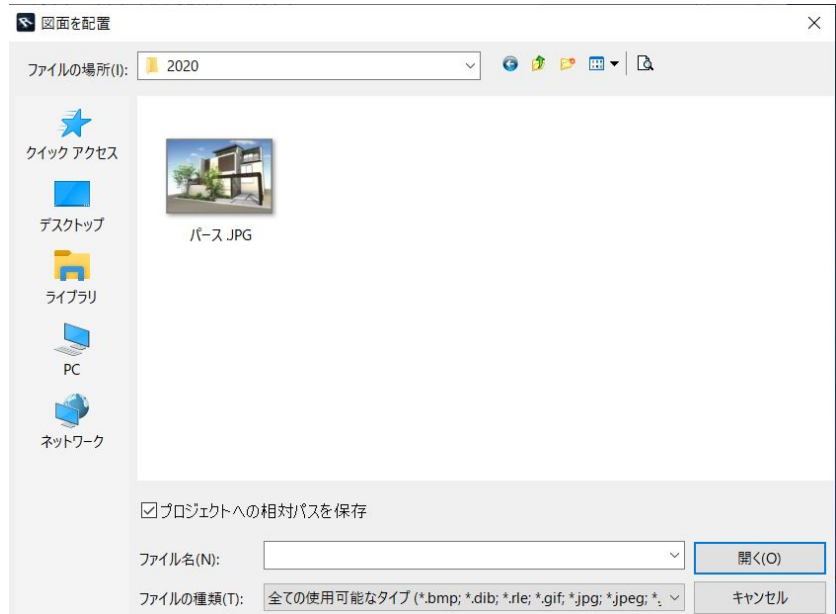 図面を配置
ファイルの場所(I): 2020
クイック アクセス
デスクトップ
パース.JPG
ライブラリ
PC
ネットワーク
プロジェクトへの相対パスを保存
ファイル名(N): 開く(O)
ファイルの種類(T): 全ての使用可能なタイプ (*.bmp; *.dib; *.rle; *.gif; *.jpg; *.jpeg; *. キャンセル